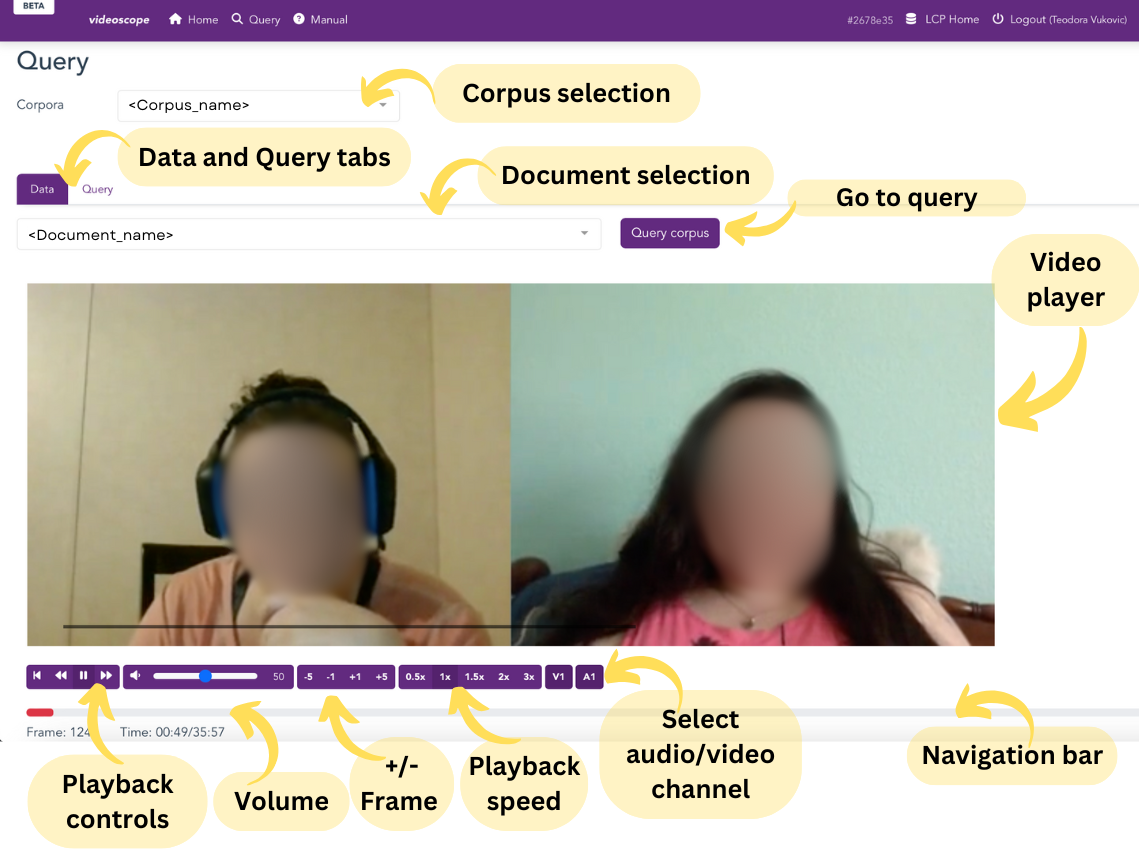 BETA
videoscope Home Query Manual #2678e35 LCP Home Logout (Teodora Vukovic)
Query
Corpora <Corpus_name> Corpus selection
Data and Query tabs
Document selection
Data Query
Go to query
<Document_name> Query corpus
Video
player
50 -5 -1 +1 +5 0.5x 1x 1.5x 2x 3x V1 A1
Frame: 124 Time: 00:49/35:57
Select
audio/video
channel
Navigation bar
Playback
controls
Volume
+/-
Frame
Playback
speed